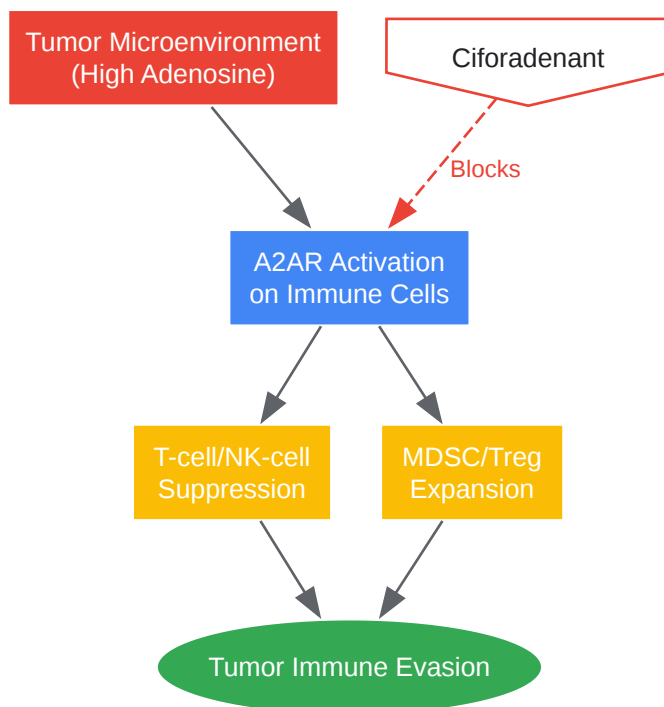 Tumor Microenvironment
(High Adenosine)
Ciforadenant
Blocks
A2AR Activation
on Immune Cells
T-cell/NK-cell
Suppression
MDSC/Treg
Expansion
Tumor Immune Evasion